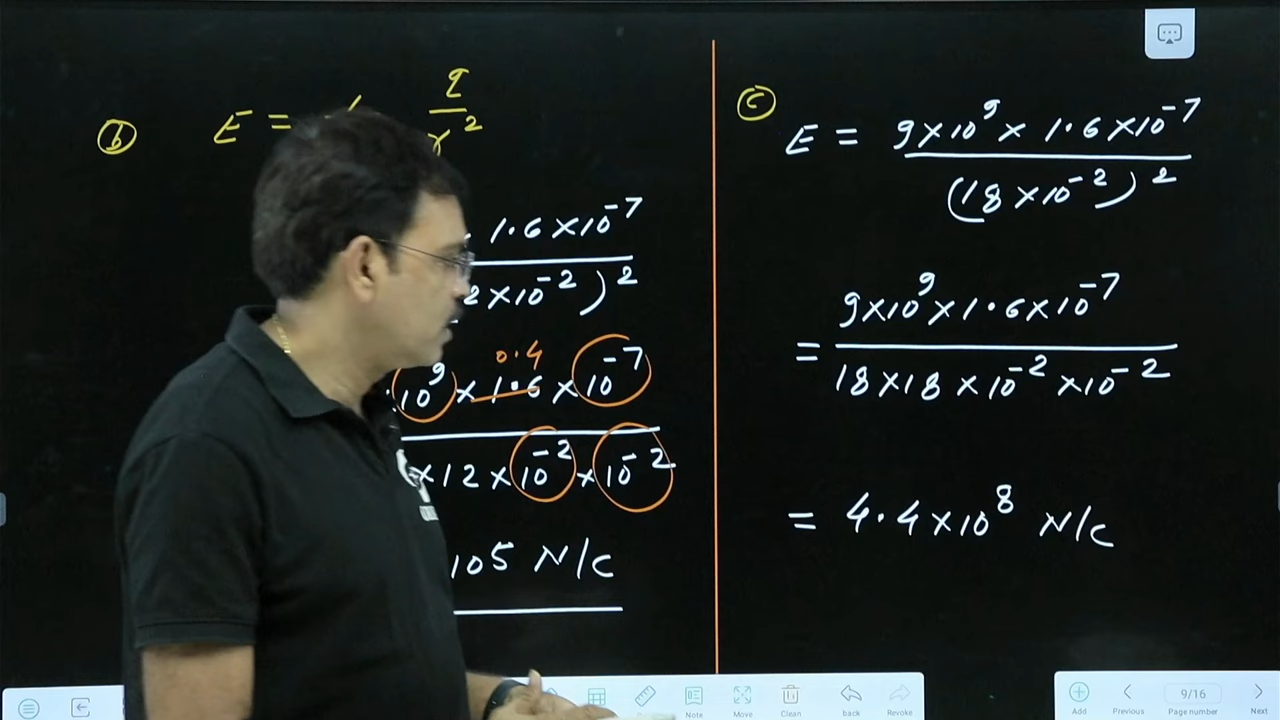 ⓑ E = q/r²
1.6×10⁻⁷
2×10⁻²)²
0.4
10⁹×1.6×10⁻⁷
×12×10⁻²×10⁻²
105 N/C
ⓒ E = 9×10⁹×1.6×10⁻⁷
(18×10⁻²)²
= 9×10⁹×1.6×10⁻⁷
18×18×10⁻²×10⁻²
= 4.4×10⁸ N/C
Note
Move
Clean
back
Revoke
Add
Previous
9/16
Page number
Next